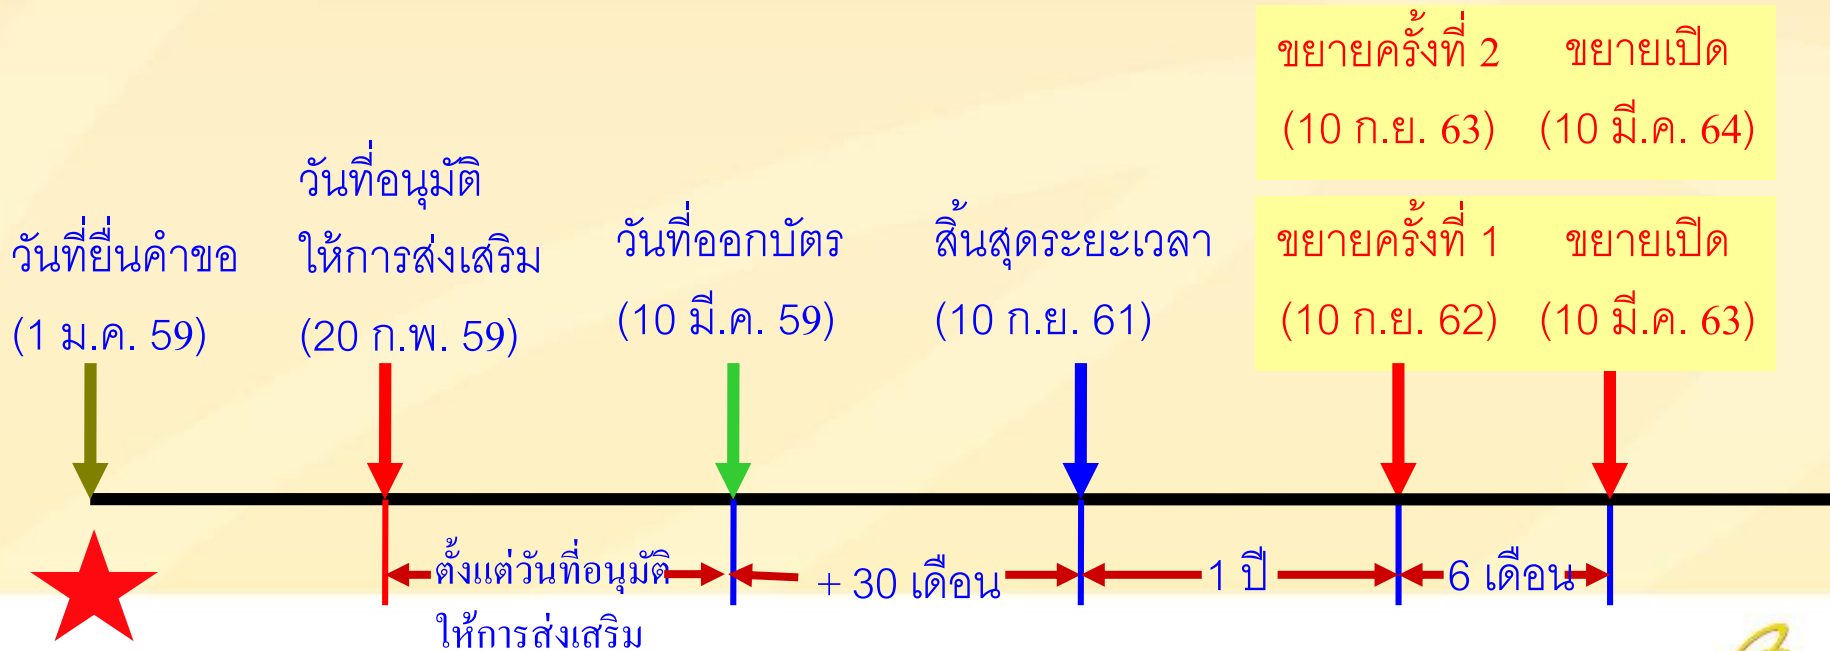 ขยายครั้งที่ 2 ขยายเปิด
(10 ก.ย. 63) (10 มี.ค. 64)
วันที่ยื่นคำขอ
(1 ม.ค. 59)
วันที่อนุมัติ
ให้การส่งเสริม
(20 ก.พ. 59)
วันที่ออกบัตร
(10 มี.ค. 59)
สิ้นสุดระยะเวลา
(10 ก.ย. 61)
ขยายครั้งที่ 1 ขยายเปิด
(10 ก.ย. 62) (10 มี.ค. 63)
ตั้งแต่วันที่อนุมัติ
ให้การส่งเสริม
+ 30 เดือน
1 ปี
6 เดือน